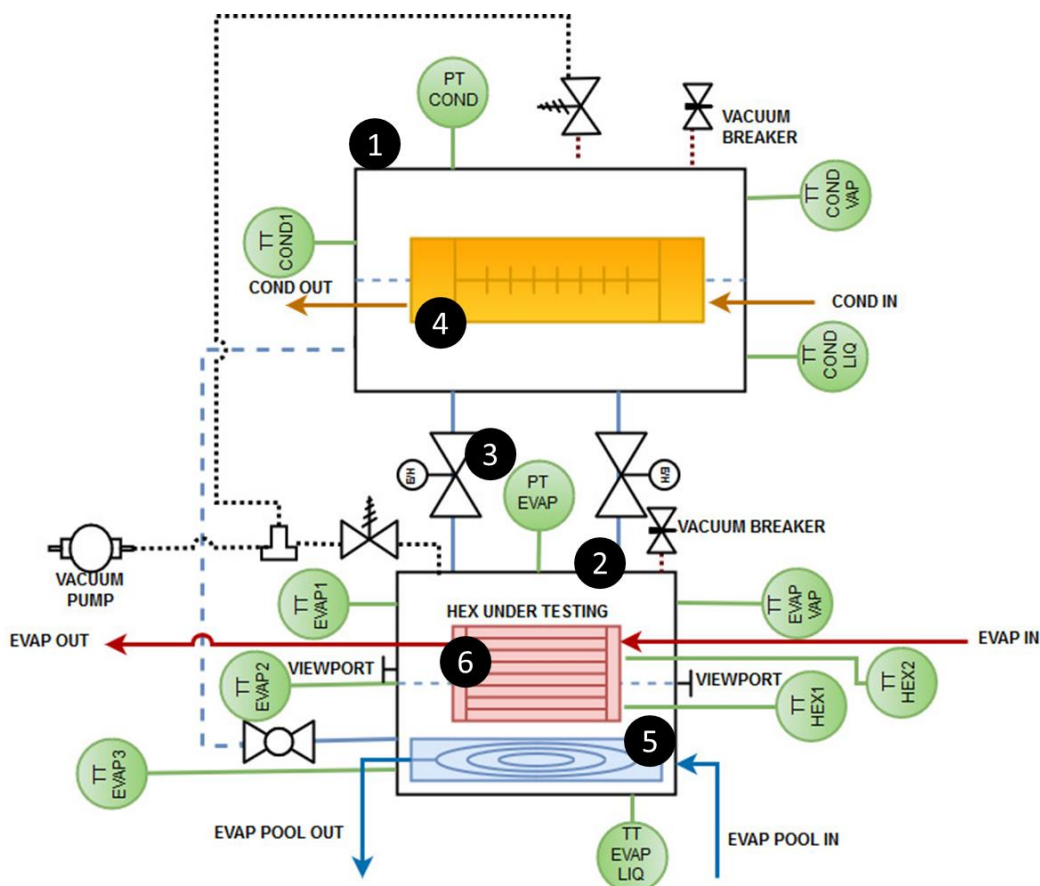 PT
COND
VACUUM
BREAKER
1
TT
COND
VAP
TT
COND1
COND OUT
COND IN
4
TT
COND
LIQ
3
E/H
E/H
PT
EVAP
VACUUM BREAKER
VACUUM
PUMP
2
TT
EVAP1
HEX UNDER TESTING
TT
EVAP
VAP
EVAP OUT
EVAP IN
6
VIEWPORT
VIEWPORT
TT
EVAP2
TT
HEX1
TT
HEX2
5
TT
EVAP3
EVAP POOL OUT
EVAP POOL IN
TT
EVAP
LIQ